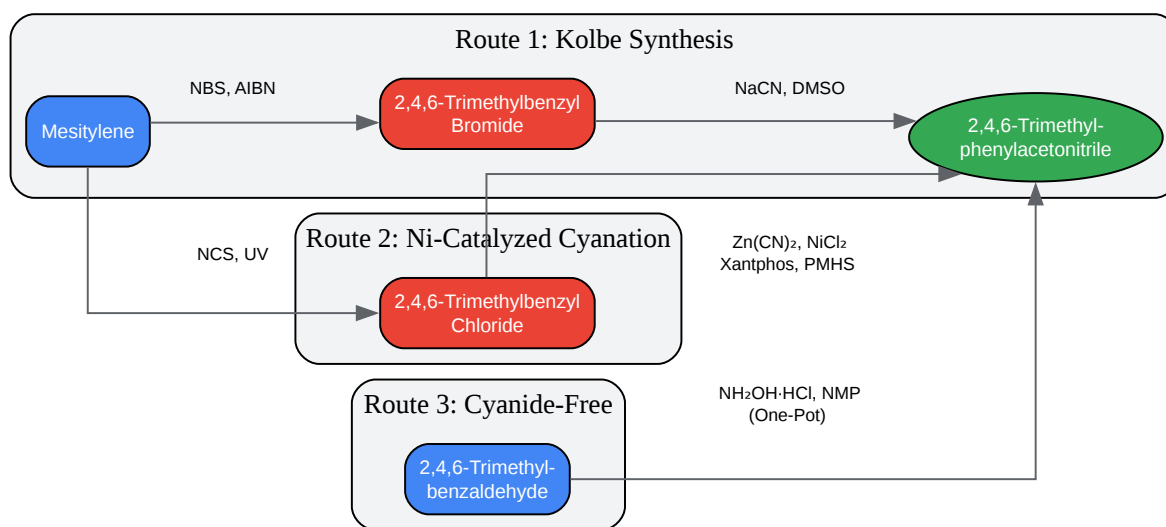 Route 1: Kolbe Synthesis
NBS, AIBN
NaCN, DMSO
Mesitylene
2,4,6-Trimethylbenzyl
Bromide
2,4,6-Trimethyl-
phenylacetonitrile
Route 2: Ni-Catalyzed Cyanation
NCS, UV
Zn(CN)₂, NiCl₂
Xantphos, PMHS
2,4,6-Trimethylbenzyl
Chloride
Route 3: Cyanide-Free
NH₂OH·HCl, NMP
(One-Pot)
2,4,6-Trimethyl-
benzaldehyde